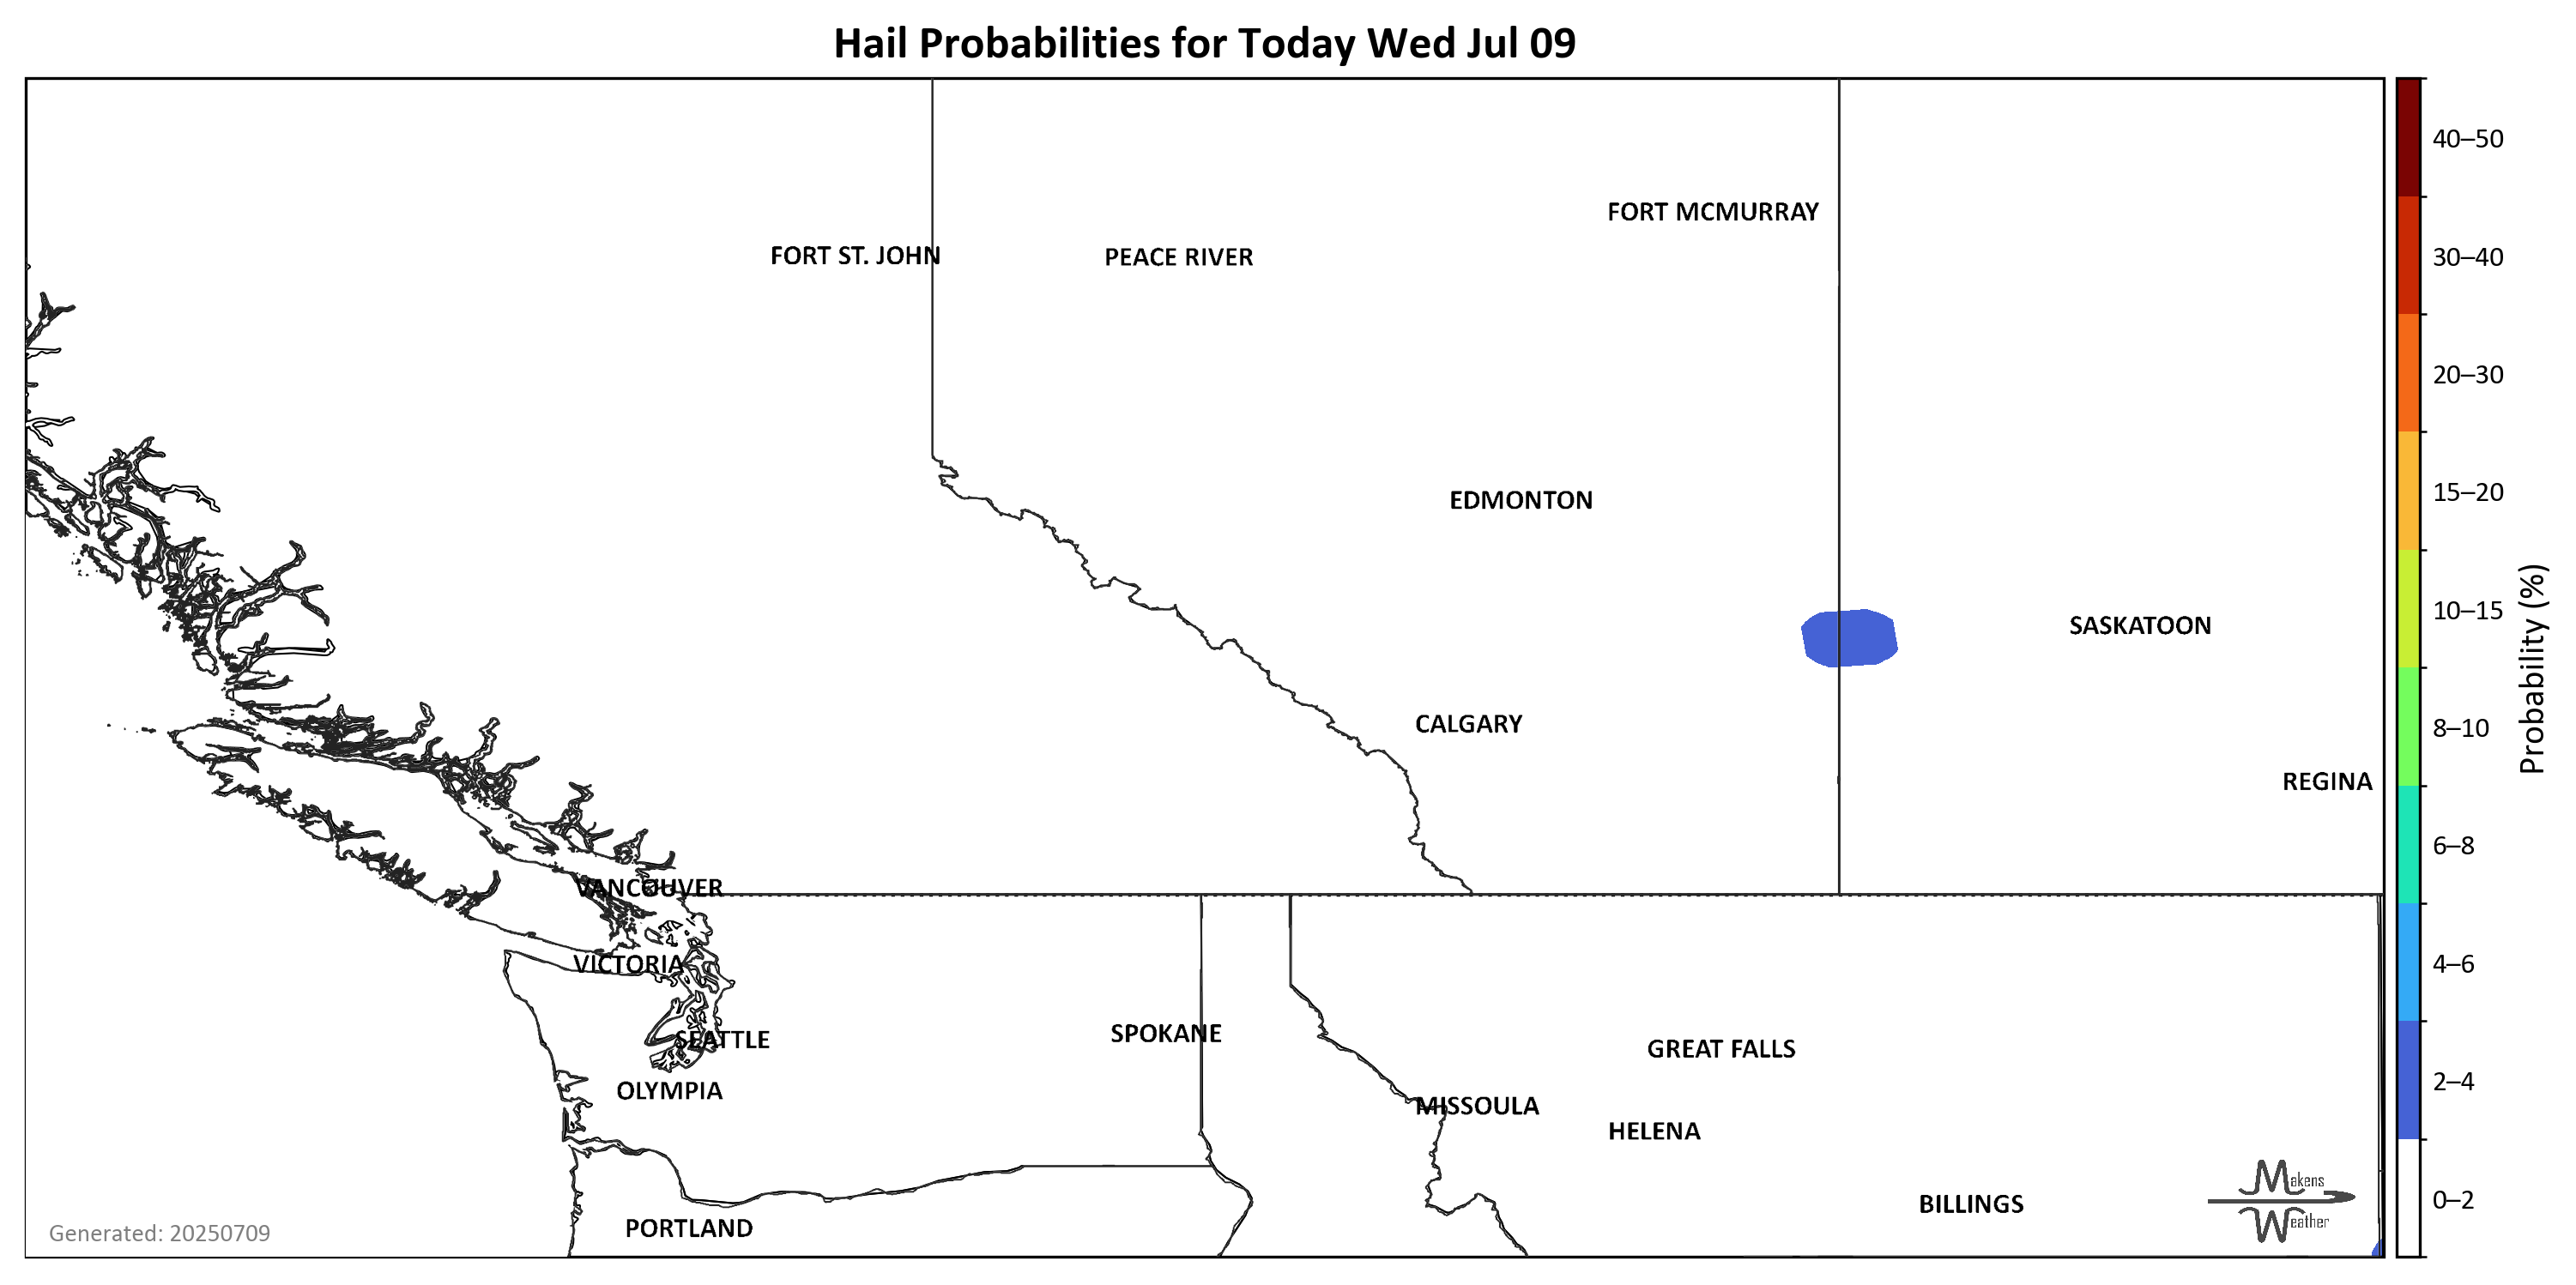 Hail Probabilities for Today Wed Jul 09
FORT MCMURRAY
FORT ST. JOHN
PEACE RIVER
EDMONTON
SASKATOON
CALGARY
REGINA
VANCOUVER
VICTORIA
SEATTLE
SPOKANE
GREAT FALLS
OLYMPIA
MISSOULA
HELENA
BILLINGS
PORTLAND
Makens
Weather
Generated: 20250709
40–50
30–40
20–30
15–20
10–15
8–10
6–8
4–6
2–4
0–2
Probability (%)